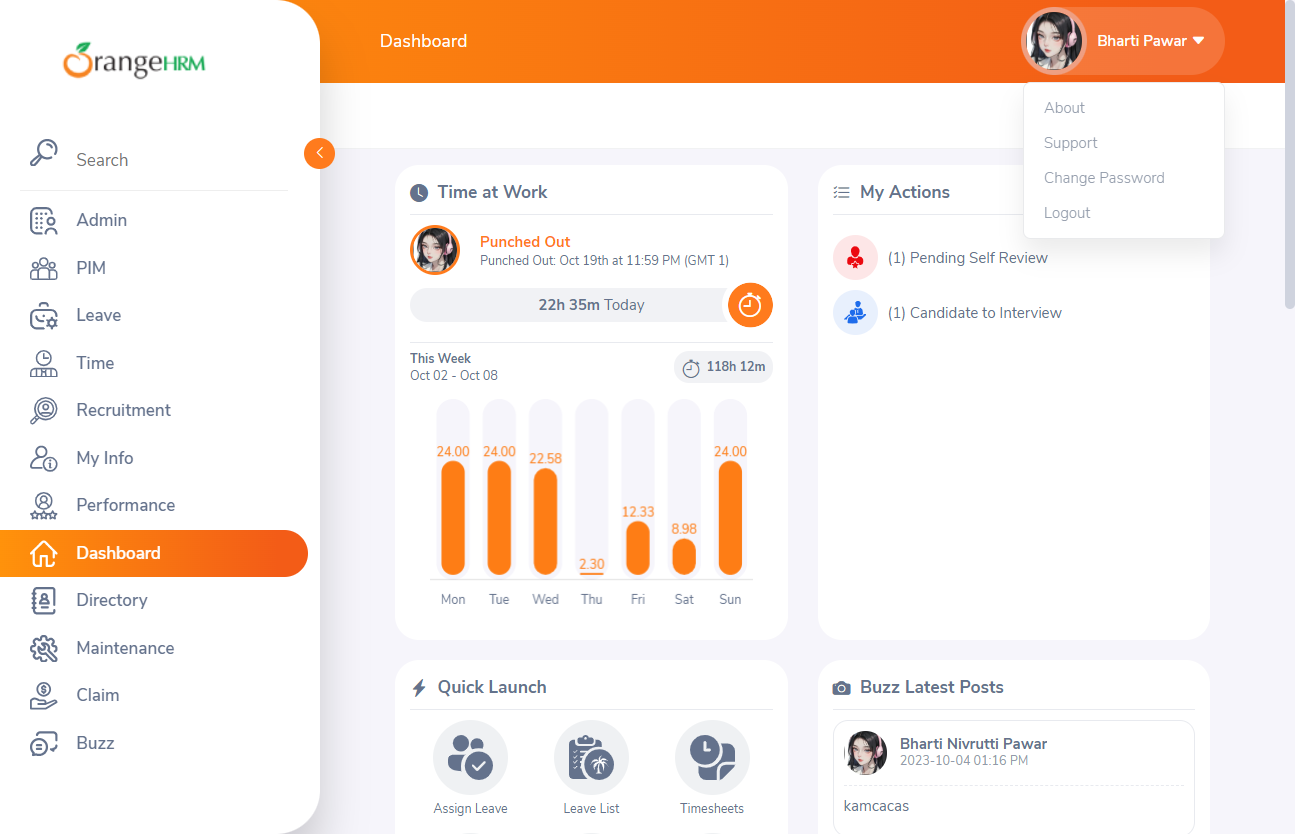 OrangeHRM
Search
Admin
PIM
Leave
Time
Recruitment
My Info
Performance
Dashboard
Directory
Maintenance
Claim
Buzz
Dashboard
Bharti Pawar
About
Support
Change Password
Logout
Time at Work
Punched Out
Punched Out: Oct 19th at 11:59 PM (GMT 1)
22h 35m Today
This Week
Oct 02 - Oct 08
118h 12m
24.00 24.00 22.58 2.30 12.33 8.98 24.00
Mon Tue Wed Thu Fri Sat Sun
My Actions
(1) Pending Self Review
(1) Candidate to Interview
Quick Launch
Assign Leave Leave List Timesheets
Buzz Latest Posts
Bharti Nivrutti Pawar
2023-10-04 01:16 PM
kamcacas